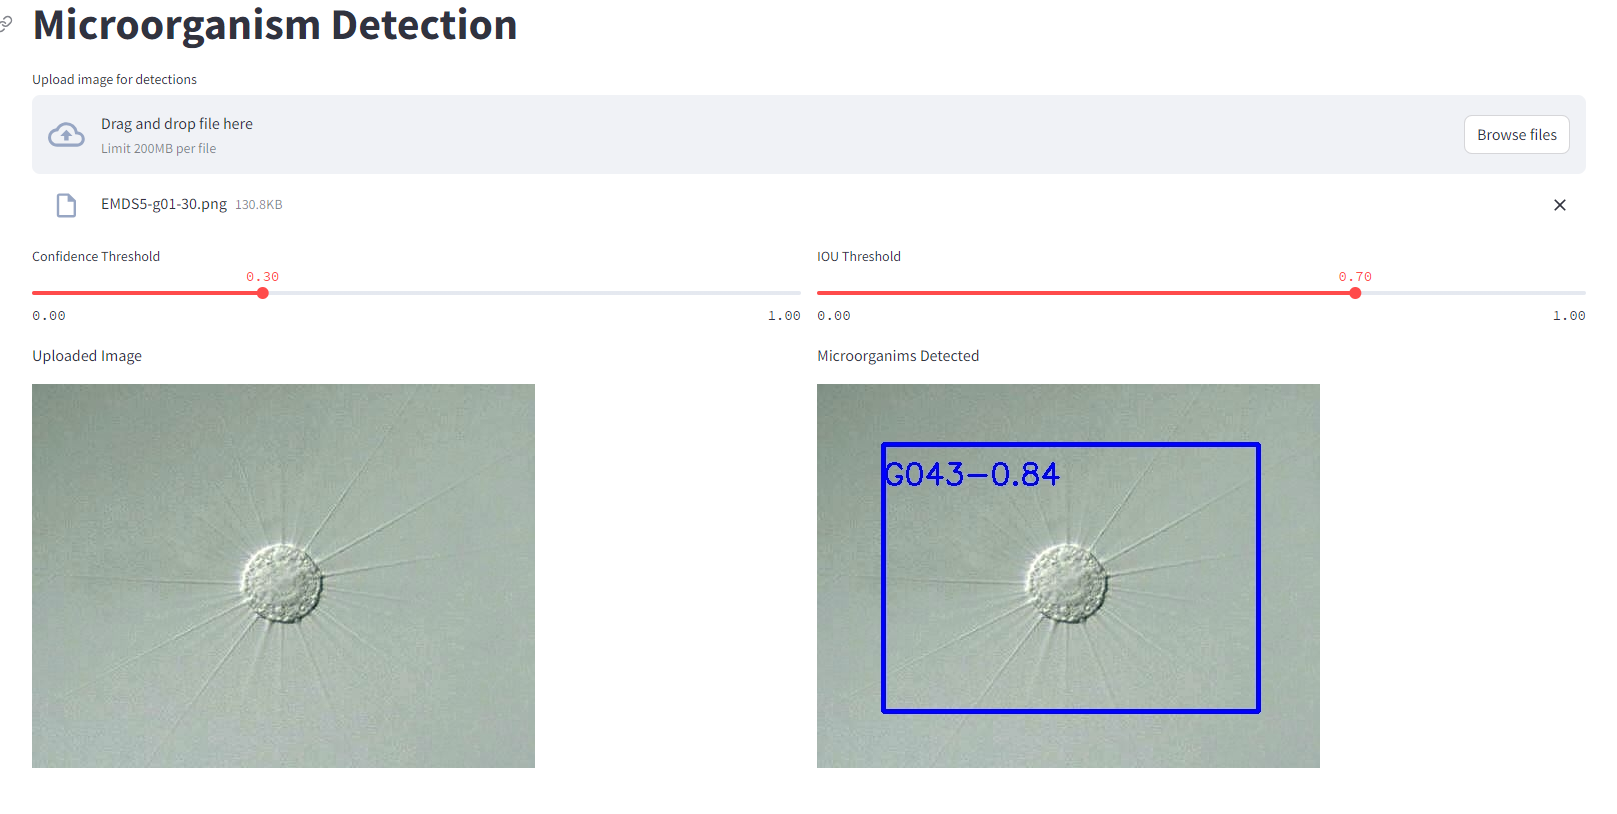 Microorganism Detection
Upload image for detections
Drag and drop file here
Limit 200MB per file
Browse files
EMDS5-g01-30.png 130.8KB
Confidence Threshold
0.30
0.00 1.00
IOU Threshold
0.70
0.00 1.00
Uploaded Image
Microorganims Detected
G043-0.84